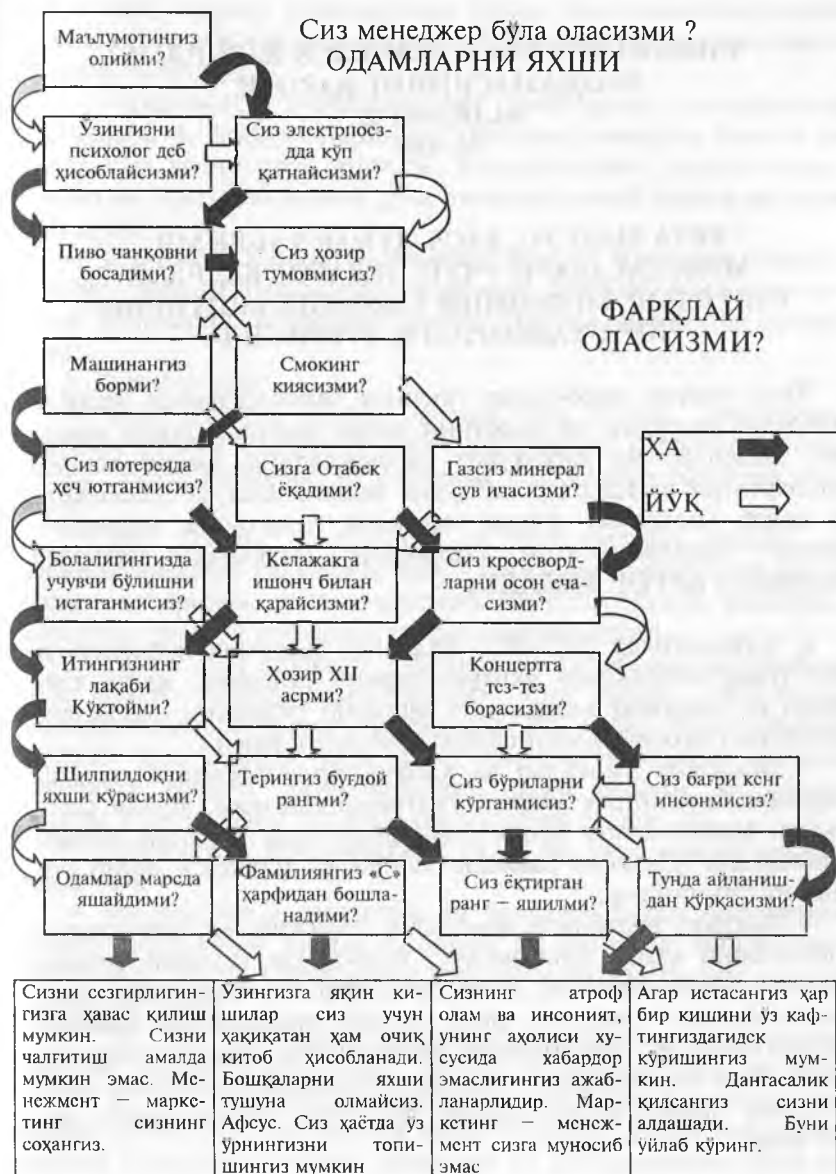 Сиз менеджер бўла оласизми ?
ОДАМЛАРНИ ЯХШИ
Маълумотингиз
олийми?
Ўзингизни
психолог деб
ҳисоблайсизми?
Сиз электрпоез-
дда кўп
қатнайсизми?
Пиво чанқовни
босадими?
Сиз ҳозир
тумовмисиз?
ФАРҚЛАЙ
ОЛАСИЗМИ?
Машинангиз
борми?
Смокинг
киясизми?
ҲА
ЙЎҚ
Сиз лотереяда
ҳеч ютганмисиз?
Сизга Отабек
ёқадими?
Газсиз минерал
сув ичасизми?
Болалигингизда
учувчи бўлишни
истаганмисиз?
Келажакга
ишонч билан
қарайсизми?
Сиз кроссворд-
ларни осон еча-
сизми?
Итингизнинг
лақаби
Кўктойми?
Ҳозир XII
асрми?
Концертга
тез-тез
борасизми?
Шилпилдоқни
яхши кўрасизми?
Терингиз буғдой
рангми?
Сиз бўриларни
кўрганмисиз?
Сиз бағри кенг
инсонмисиз?
Одамлар марсда
яшайдими?
Фамилиянгиз «С»
ҳарфидан бошла-
надими?
Сиз ёқтирган
ранг – яшилми?
Тунда айланиш-
дан қўрқасизми?
Сизни сезгирлигин-
гизга ҳавас қилиш
мумкин. Сизни
чалғитиш амалда
мумкин эмас. Ме-
нежмент – марке-
тинг сизнинг
соҳангиз.
Узингизга яқин ки-
шилар сиз учун
ҳақиқатан ҳам очиқ
китоб ҳисобланади.
Бошқаларни яхши
тушуна олмайсиз.
Афсус. Сиз ҳаётда ўз
ўрнингизни топи-
шингиз мумкин
Сизнинг атроф
олам ва инсоният,
унинг аҳолиси ху-
сусида хабардор
эмаслигингиз ажаб-
ланарлидир. Мар-
кетинг – менеж-
мент сизга муносиб
эмас
Агар истасангиз ҳар
бир кишини ўз каф-
тингиздагидек
кўришингиз мум-
кин. Дангасалик
қилсангиз сизни
алдашади. Буни
ўйлаб кўринг.